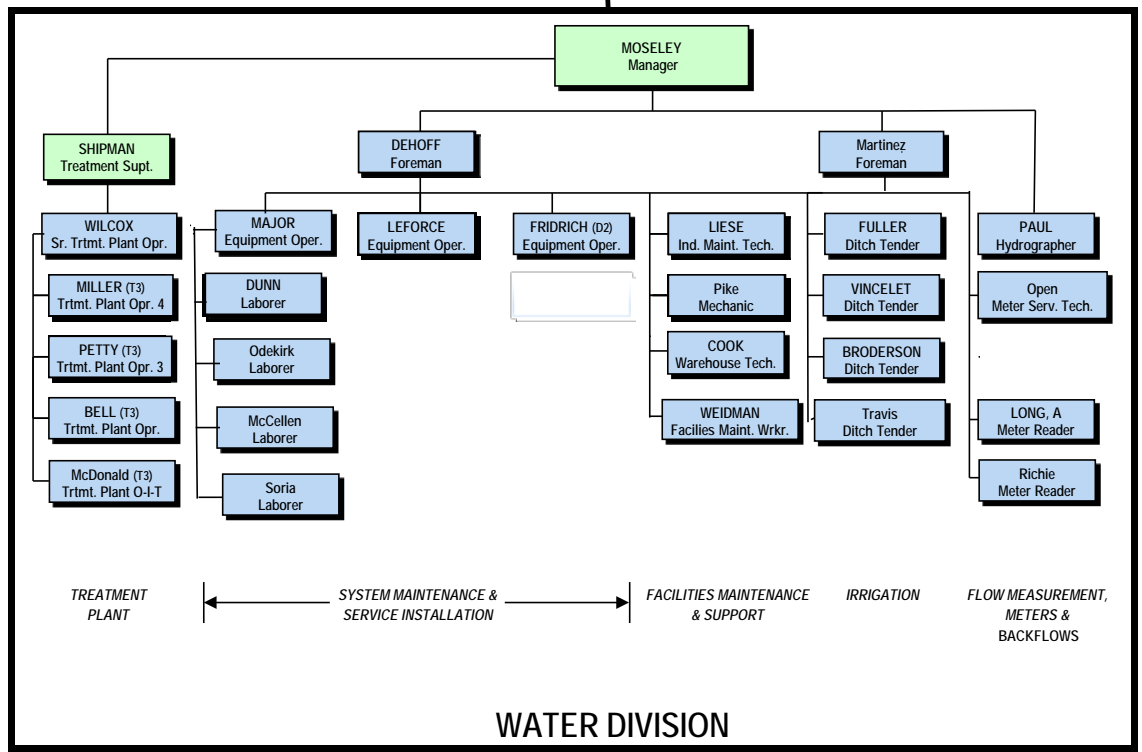 MOSELEY
Manager
SHIPMAN
Treatment Supt.
DEHOFF
Foreman
Martinez
Foreman
WILCOX
Sr. Trtmt. Plant Opr.
MILLER (T3)
Trtmt. Plant Opr. 4
PETTY (T3)
Trtmt. Plant Opr. 3
BELL (T3)
Trtmt. Plant Opr.
McDonald (T3)
Trtmt. Plant O-I-T
MAJOR
Equipment Oper.
DUNN
Laborer
Odekirk
Laborer
McCellen
Laborer
Soria
Laborer
LEFORCE
Equipment Oper.
FRIDRICH (D2)
Equipment Oper.
LIESE
Ind. Maint. Tech.
Pike
Mechanic
COOK
Warehouse Tech.
WEIDMAN
Facilies Maint. Wrkr.
FULLER
Ditch Tender
VINCELET
Ditch Tender
BRODERSON
Ditch Tender
Travis
Ditch Tender
PAUL
Hydrographer
Open
Meter Serv. Tech.
LONG, A
Meter Reader
Richie
Meter Reader
TREATMENT
PLANT
SYSTEM MAINTENANCE &
SERVICE INSTALLATION
FACILITIES MAINTENANCE
& SUPPORT
IRRIGATION
FLOW MEASUREMENT,
METERS &
BACKFLOWS
WATER DIVISION